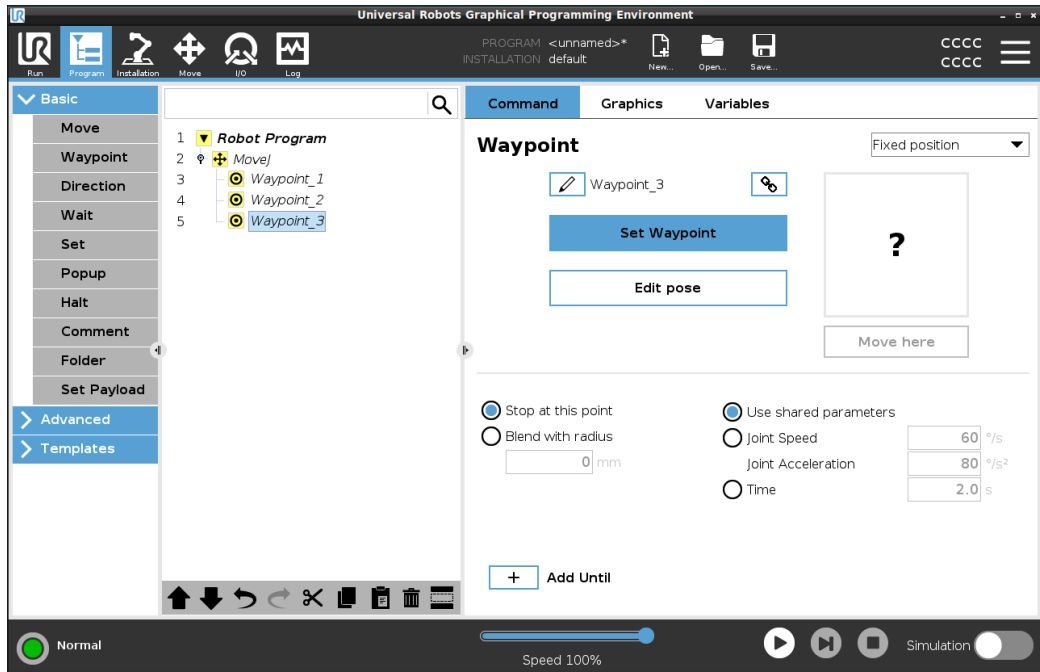 Universal Robots Graphical Programming Environment
UR
Run
Program
Installation
Move
I/O
Log
PROGRAM <unnamed>*
INSTALLATION default
New...
Open...
Save...
CCCC
CCCC
Basic
Move
Waypoint
Direction
Wait
Set
Popup
Halt
Comment
Folder
Set Payload
Advanced
Templates
1 Robot Program
2 MoveJ
3 Waypoint_1
4 Waypoint_2
5 Waypoint_3
Command Graphics Variables
Waypoint
Fixed position
Waypoint_3
Set Waypoint
Edit pose
?
Move here
Stop at this point
Blend with radius
0 mm
Use shared parameters
Joint Speed 60 °/s
Joint Acceleration 80 °/s²
Time 2.0 s
+ Add Until
Normal
Speed 100%
Simulation